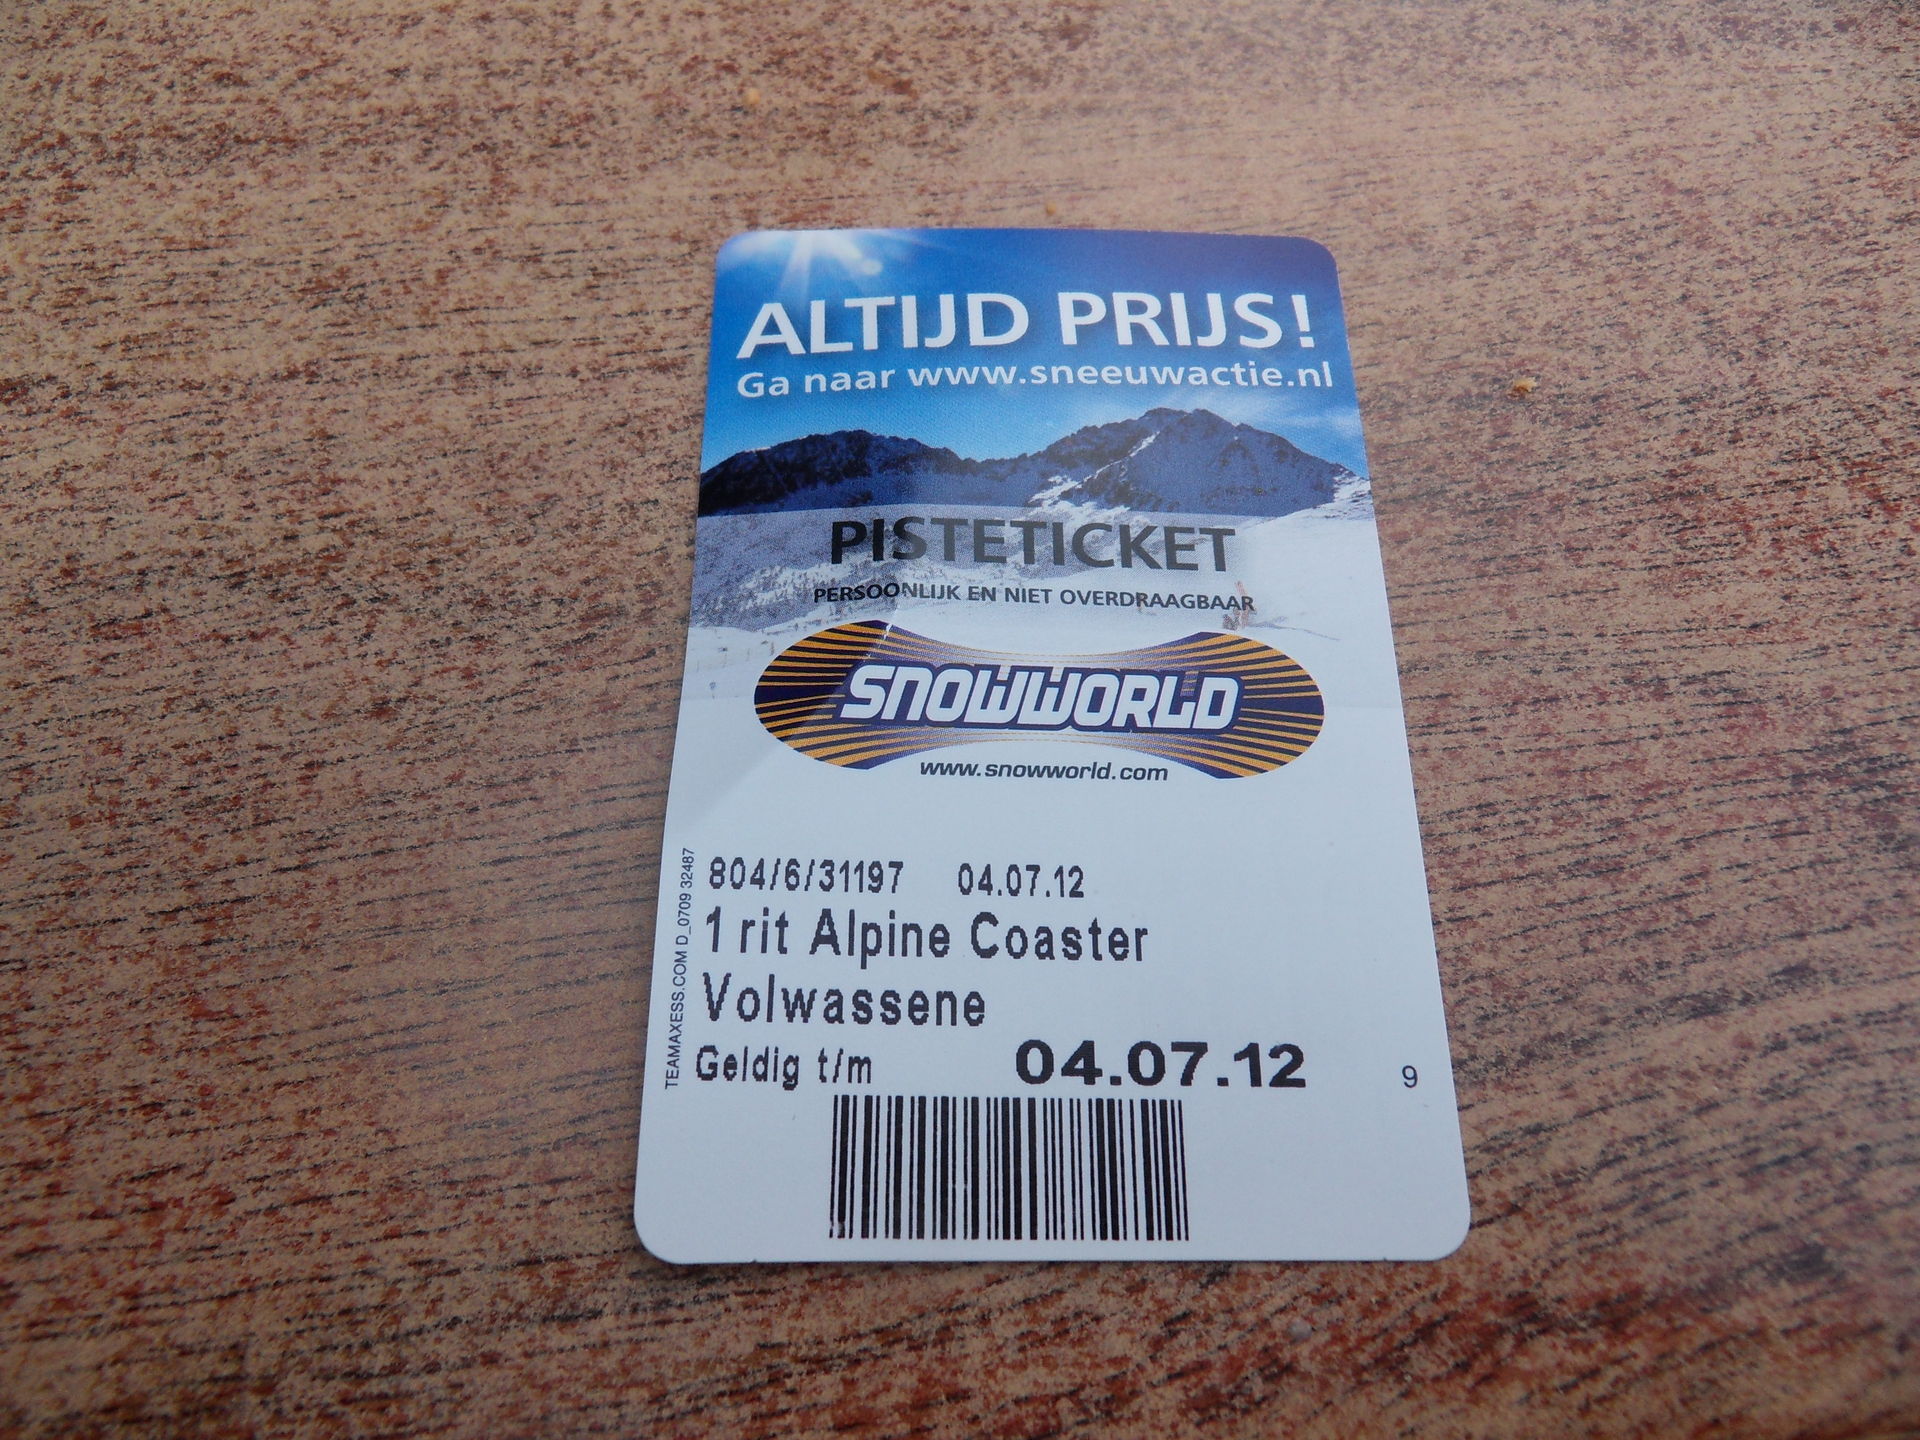 ALTIJD PRIJS!
Ga naar www.sneeuwactie.nl
PISTETICKET
PERSOONLIJK EN NIET OVERDRAAGBAAR
SNOWWORLD
www.snowworld.com
804/6/31197 04.07.12
1 rit Alpine Coaster
Volwassene
Geldig t/m 04.07.12
9
TEAMAXESS.COM D_0709 32487